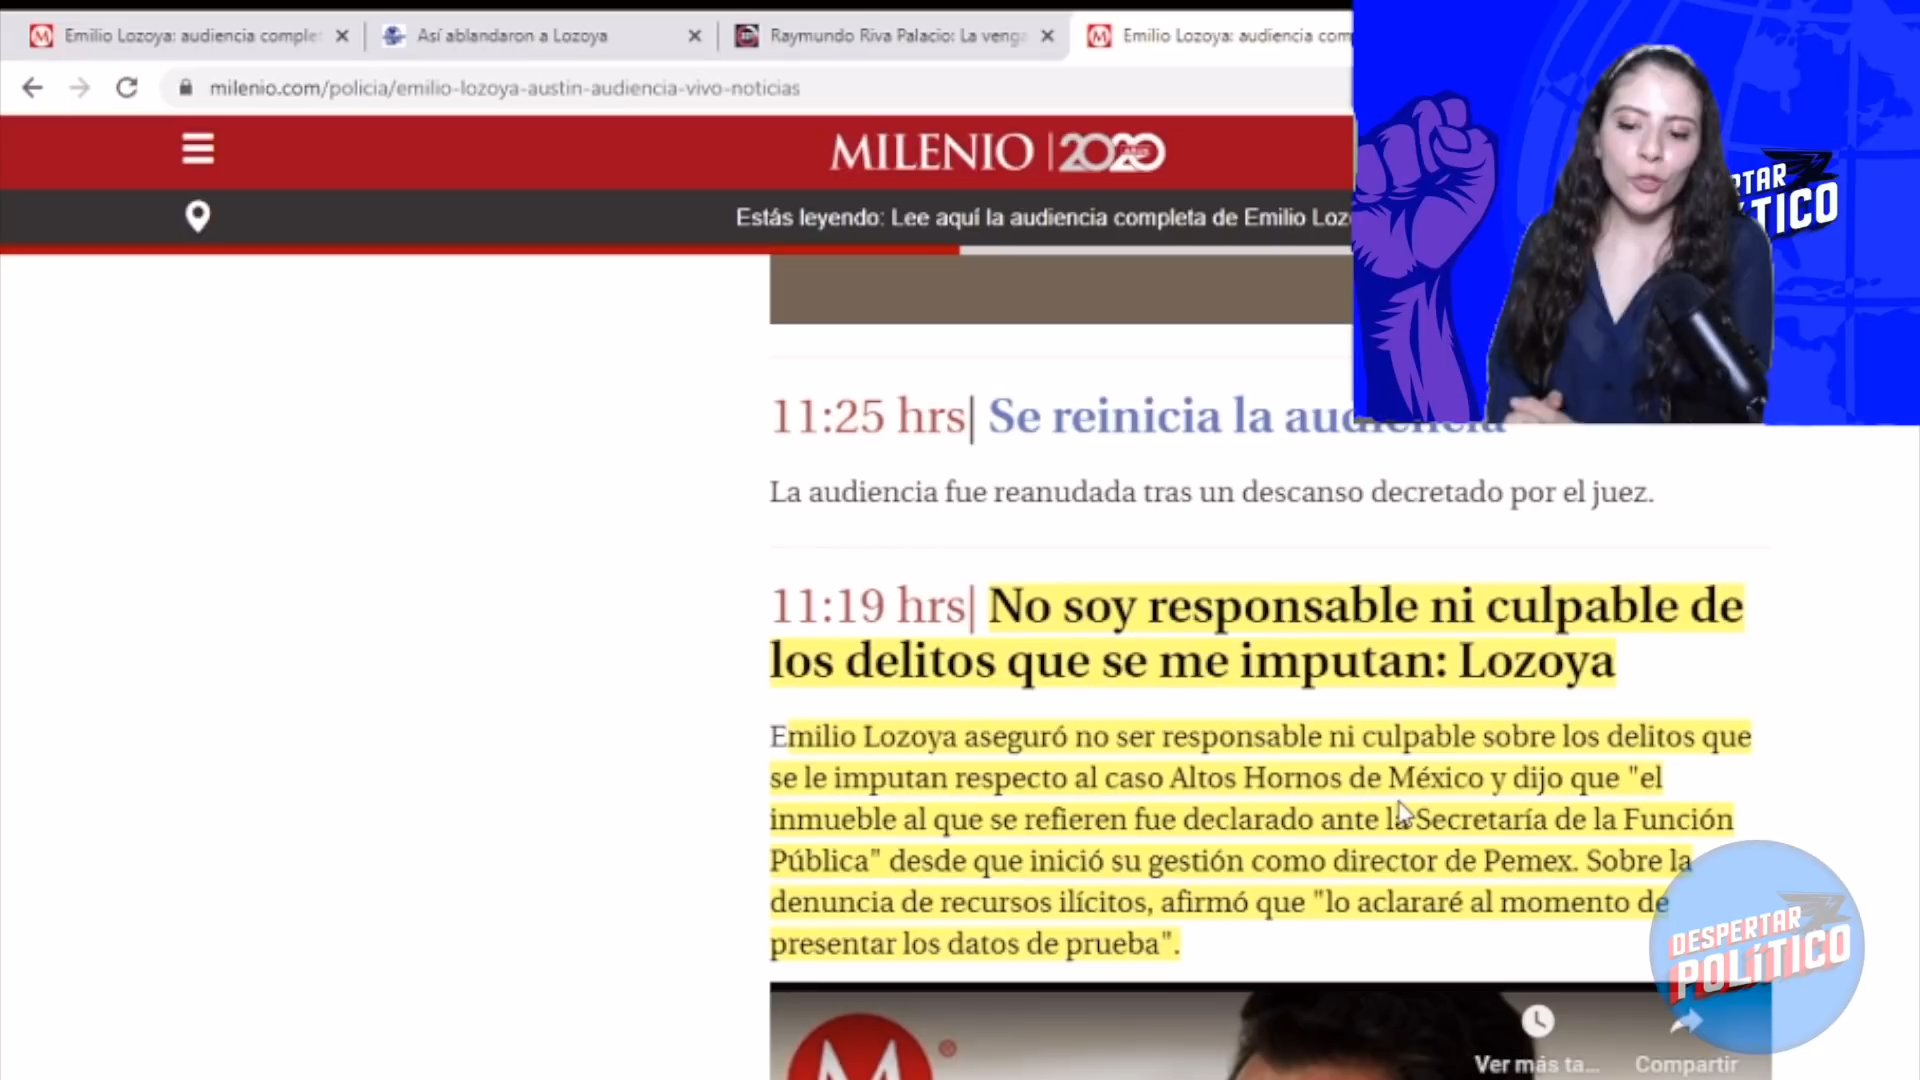 Emilio Lozoya: audiencia comple
Así ablandaron a Lozoya
Raymundo Riva Palacio: La veng
Emilio Lozoya: audiencia com
milenio.com/policia/emilio-lozoya-austin-audiencia-vivo-noticias
MILENIO | 2020
Estás leyendo: Lee aquí la audiencia completa de Emilio Loz
TAR
TICO
11:25 hrs| Se reinicia la audiencia
La audiencia fue reanudada tras un descanso decretado por el juez.
11:19 hrs| No soy responsable ni culpable de
los delitos que se me imputan: Lozoya
Emilio Lozoya aseguró no ser responsable ni culpable sobre los delitos que
se le imputan respecto al caso Altos Hornos de México y dijo que "el
inmueble al que se refieren fue declarado ante la Secretaría de la Función
Pública" desde que inició su gestión como director de Pemex. Sobre la
denuncia de recursos ilícitos, afirmó que "lo aclararé al momento de
presentar los datos de prueba".
DESPERTAR
POLÍTICO
M
Ver más ta...
Compartir